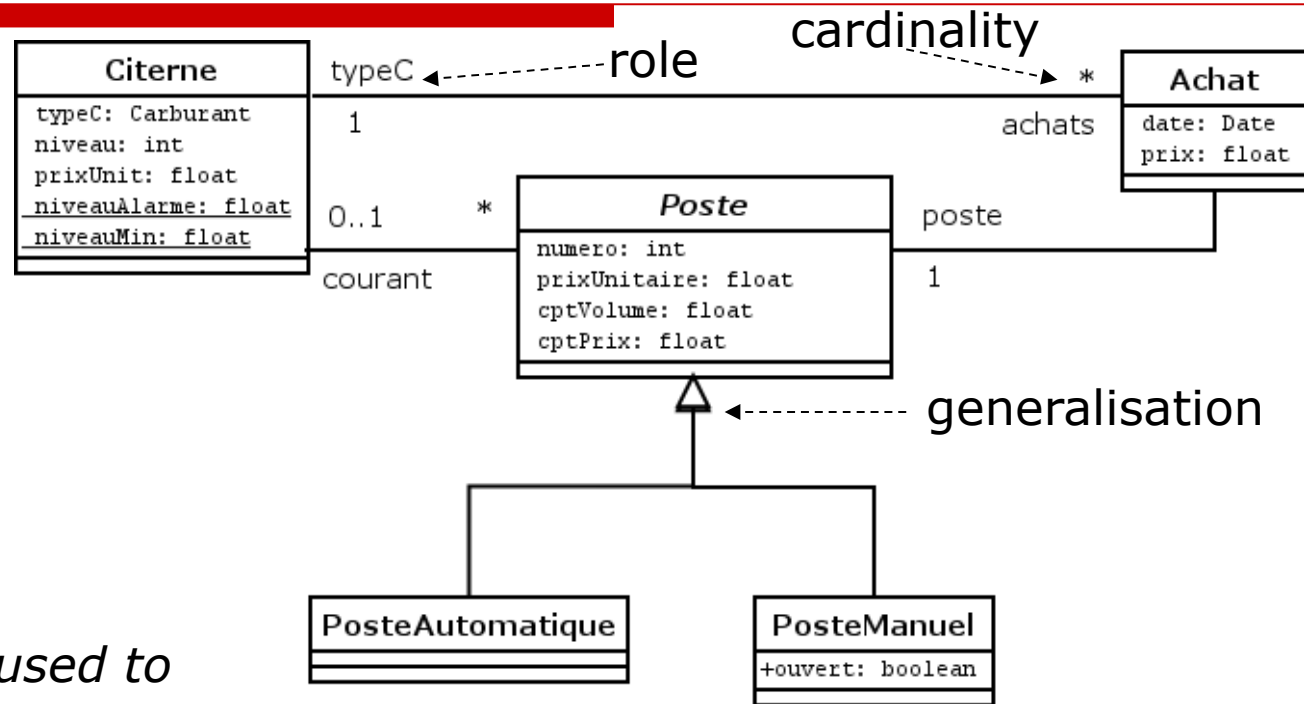 cardinality
role
Citerne
typeC: Carburant
niveau: int
prixUnit: float
niveauAlarme: float
niveauMin: float
typeC
1
*
achats
Achat
date: Date
prix: float
0..1
*
courant
Poste
numero: int
prixUnitaire: float
cptVolume: float
cptPrix: float
poste
1
generalisation
PosteAutomatique
PosteManuel
+ouvert: boolean
used to